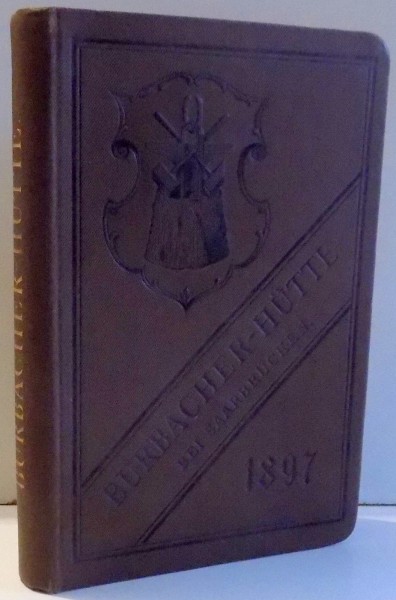 BURBACHER HÜTTE.
BURBACHER-HÜTTE
BEI SAARBRÜCKEN.
1897